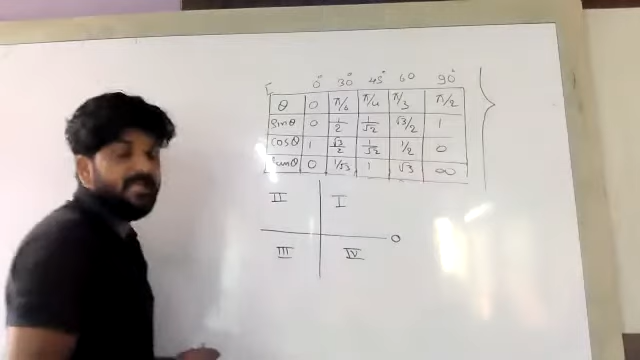 0° 30° 45° 60 90°
θ 0 π/6 π/4 π/3 π/2
sinθ 0 1/2 1/√2 √3/2 1
cosθ 1 √3/2 1/√2 1/2 0
tanθ 0 1/√3 1 √3 ∞
II I
0
III IV